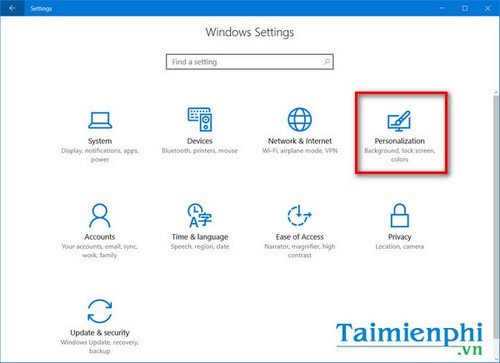 Settings
Windows Settings
Find a setting
System
Display, notifications, apps,
power
Devices
Bluetooth, printers, mouse
Network & Internet
Wi-Fi, airplane mode, VPN
Personalization
Background, lock screen,
colors
Accounts
Your accounts, email, sync,
work, family
Time & language
Speech, region, date
Ease of Access
Narrator, magnifier, high
contrast
Privacy
Location, camera
Update & security
Windows Update, recovery,
backup
Taimienphi
.vn